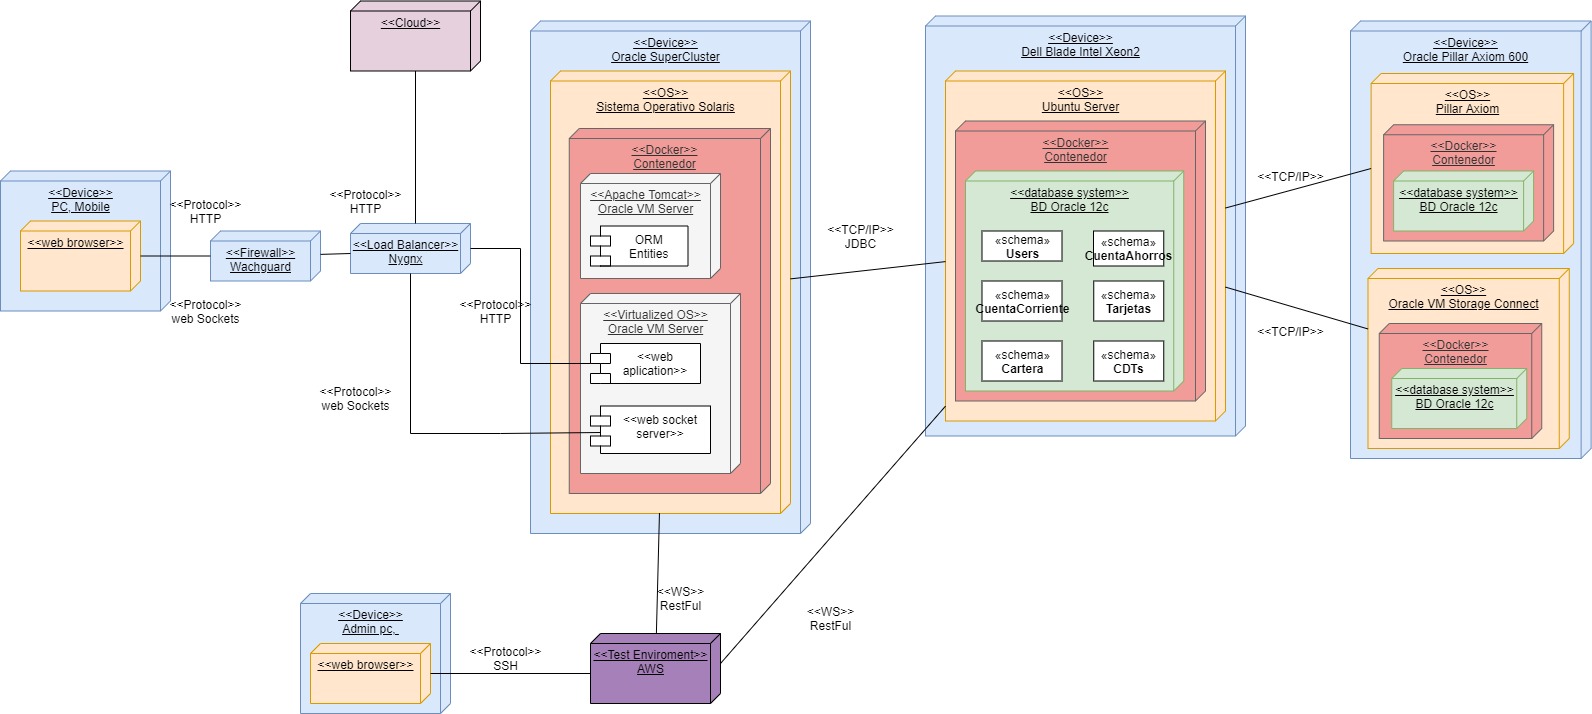 <<Cloud>>
<<Device>>
PC, Mobile
<<web browser>>
<<Protocol>>
HTTP
<<Protocol>>
web Sockets
<<Firewall>>
Wachguard
<<Protocol>>
HTTP
<<Load Balancer>>
Nygnx
<<Protocol>>
HTTP
<<Protocol>>
web Sockets
<<Device>>
Oracle SuperCluster
<<OS>>
Sistema Operativo Solaris
<<Docker>>
Contenedor
<<Apache Tomcat>>
Oracle VM Server
ORM
Entities
<<Virtualized OS>>
Oracle VM Server
<<web
aplication>>
<<web socket
server>>
<<TCP/IP>>
JDBC
<<Device>>
Dell Blade Intel Xeon2
<<OS>>
Ubuntu Server
<<Docker>>
Contenedor
<<database system>>
BD Oracle 12c
«schema»
Users
«schema»
CuentaAhorros
«schema»
CuentaCorriente
«schema»
Tarjetas
«schema»
Cartera
«schema»
CDTs
<<TCP/IP>>
<<TCP/IP>>
<<Device>>
Oracle Pillar Axiom 600
<<OS>>
Pillar Axiom
<<Docker>>
Contenedor
<<database system>>
BD Oracle 12c
<<OS>>
Oracle VM Storage Connect
<<Docker>>
Contenedor
<<database system>>
BD Oracle 12c
<<WS>>
RestFul
<<WS>>
RestFul
<<Device>>
Admin pc,
<<web browser>>
<<Protocol>>
SSH
<<Test Enviroment>>
AWS